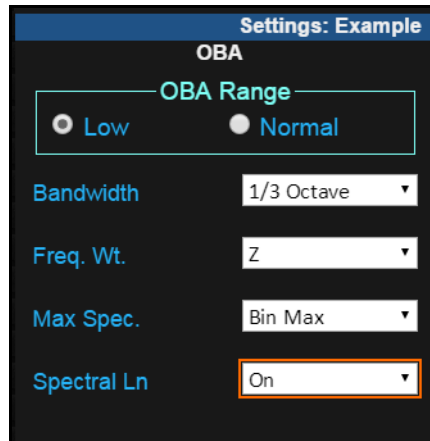 Settings: Example
OBA
OBA Range
Low Normal
Bandwidth 1/3 Octave
Freq. Wt. Z
Max Spec. Bin Max
Spectral Ln On